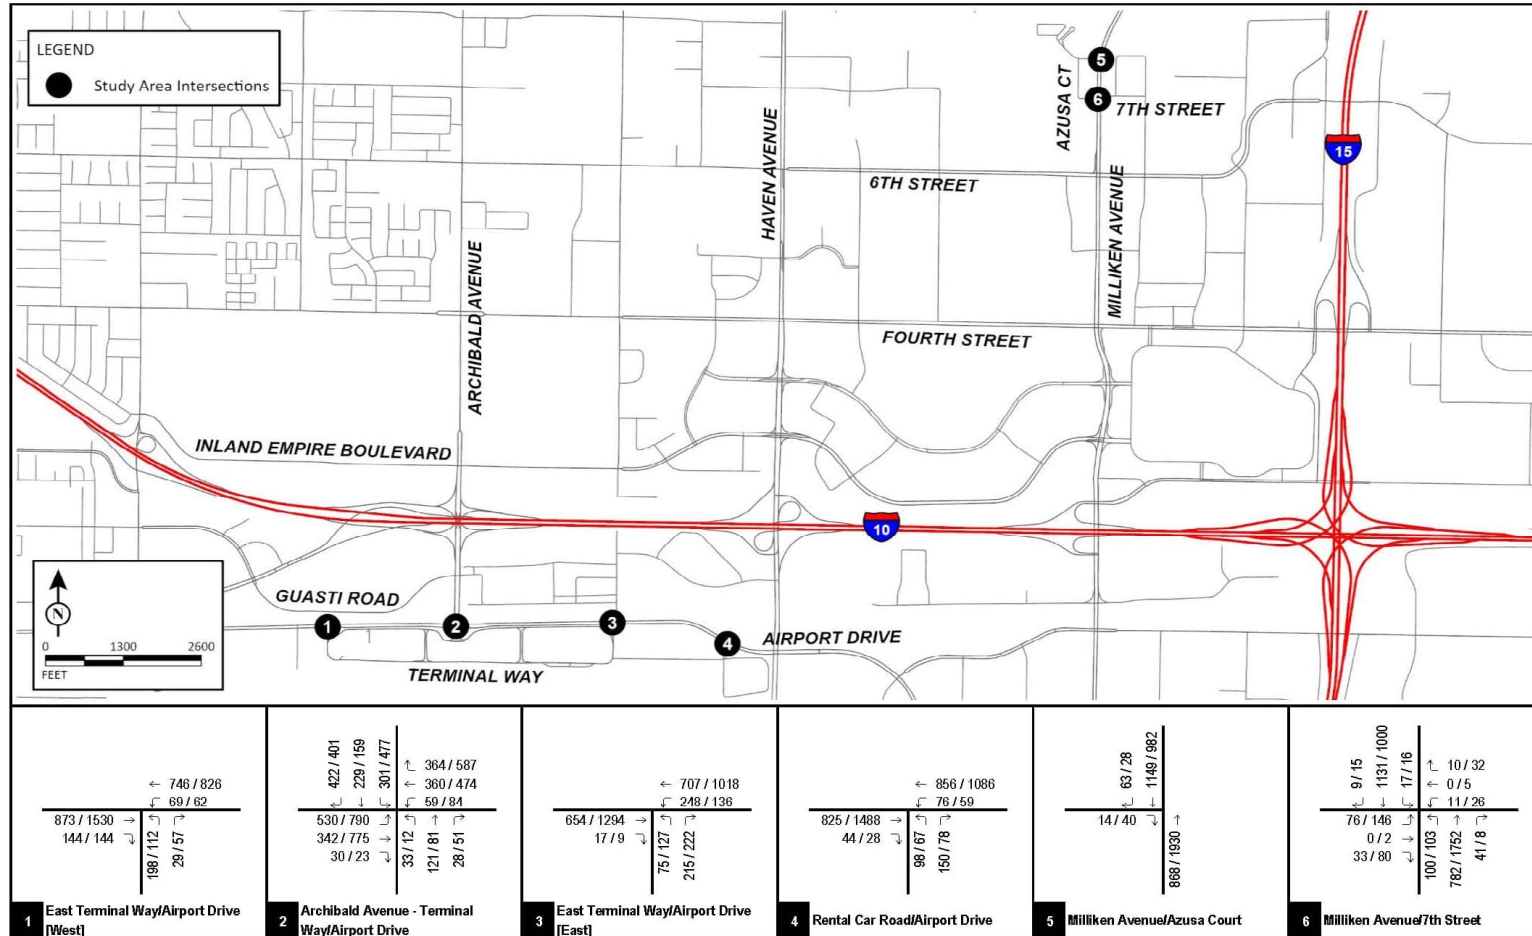 LEGEND
Study Area Intersections
5
AZUSA CT
6
7TH STREET
HAVEN AVENUE
15
6TH STREET
MILLIKEN AVENUE
ARCHIBALD AVENUE
FOURTH STREET
INLAND EMPIRE BOULEVARD
10
N
0 1300 2600
FEET
GUASTI ROAD
1
2
3
4
AIRPORT DRIVE
TERMINAL WAY
746 / 826
69 / 62
873 / 1530
144 / 144
198 / 112
29 / 57
1
East Terminal Way/Airport Drive
[West]
422 / 401
229 / 159
301 / 477
364 / 587
360 / 474
59 / 84
530 / 790
342 / 775
30 / 23
33 / 12
121 / 81
28 / 51
2
Archibald Avenue - Terminal
Way/Airport Drive
707 / 1018
248 / 136
654 / 1294
17 / 9
75 / 127
215 / 222
3
East Terminal Way/Airport Drive
[East]
856 / 1086
76 / 59
825 / 1488
44 / 28
98 / 67
150 / 78
4
Rental Car Road/Airport Drive
63 / 28
1149 / 982
14 / 40
868 / 1930
5
Milliken Avenue/Azusa Court
9 / 15
1131 / 1000
17 / 16
10 / 32
0 / 5
11 / 26
76 / 146
0 / 2
33 / 80
100 / 103
782 / 1752
41 / 8
6
Milliken Avenue/7th Street